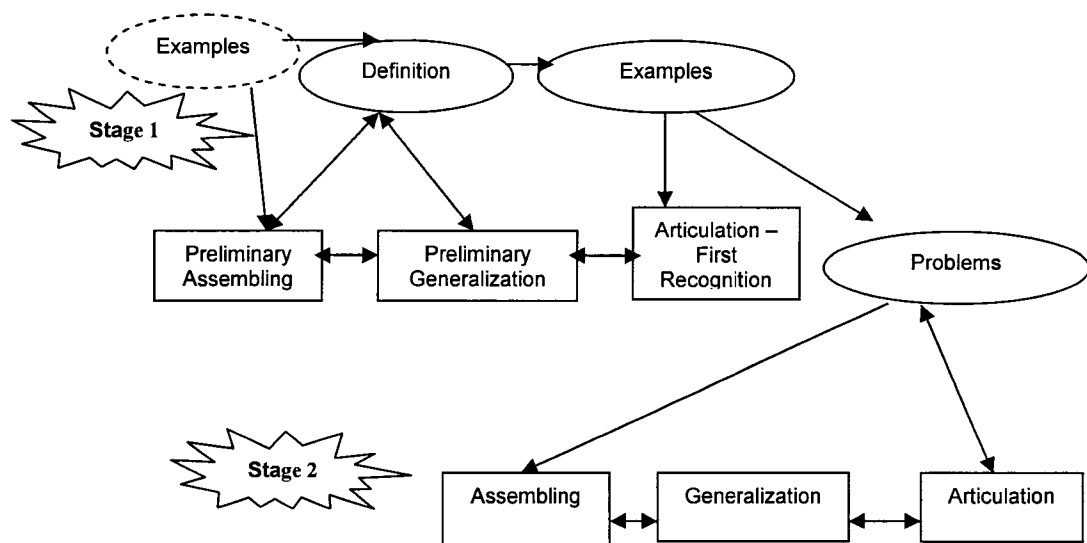 Examples
Definition
Examples
Stage 1
Preliminary
Assembling
Preliminary
Generalization
Articulation –
First
Recognition
Problems
Stage 2
Assembling
Generalization
Articulation